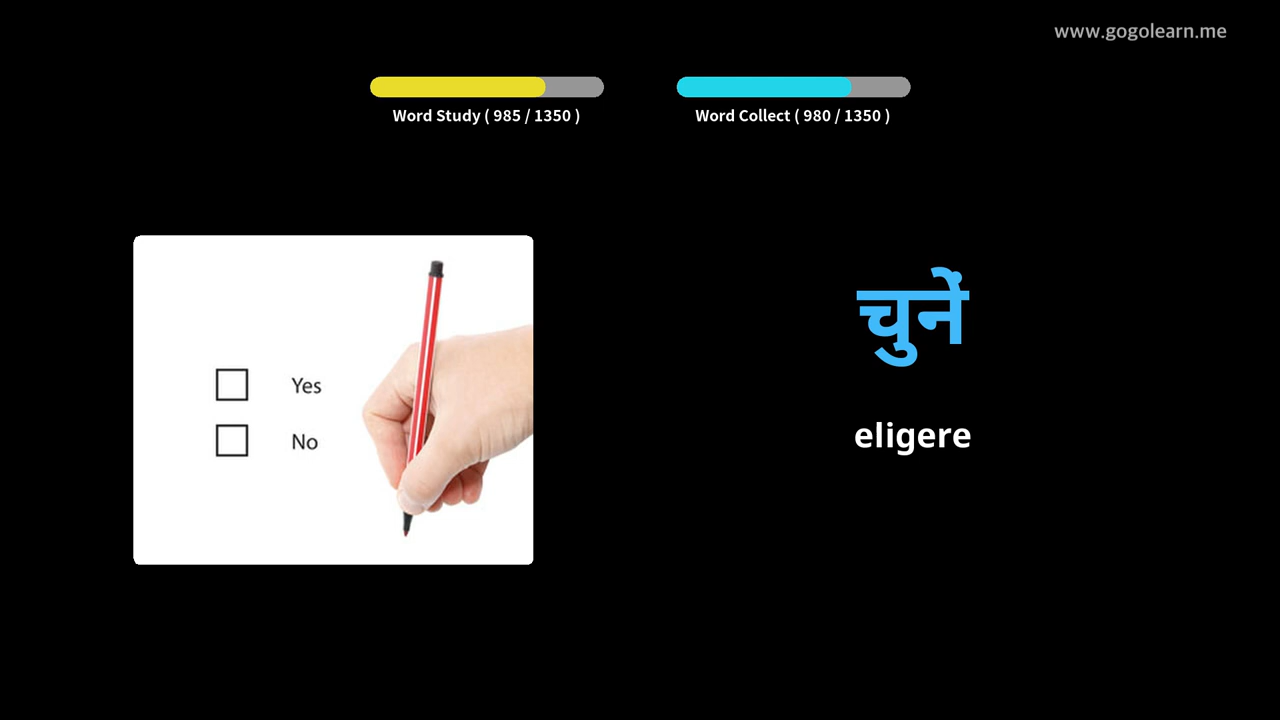 www.gogolearn.me
Word Study ( 985 / 1350 )
Word Collect ( 980 / 1350 )
चुनें
eligere
Yes
No